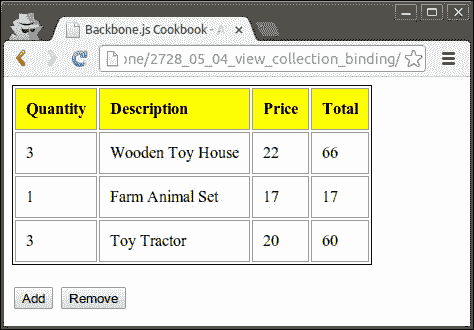 Backbone.js Cookbook - A
one/2728_05_04_view_collection_binding/
Quantity Description Price Total
3 Wooden Toy House 22 66
1 Farm Animal Set 17 17
3 Toy Tractor 20 60
Add Remove